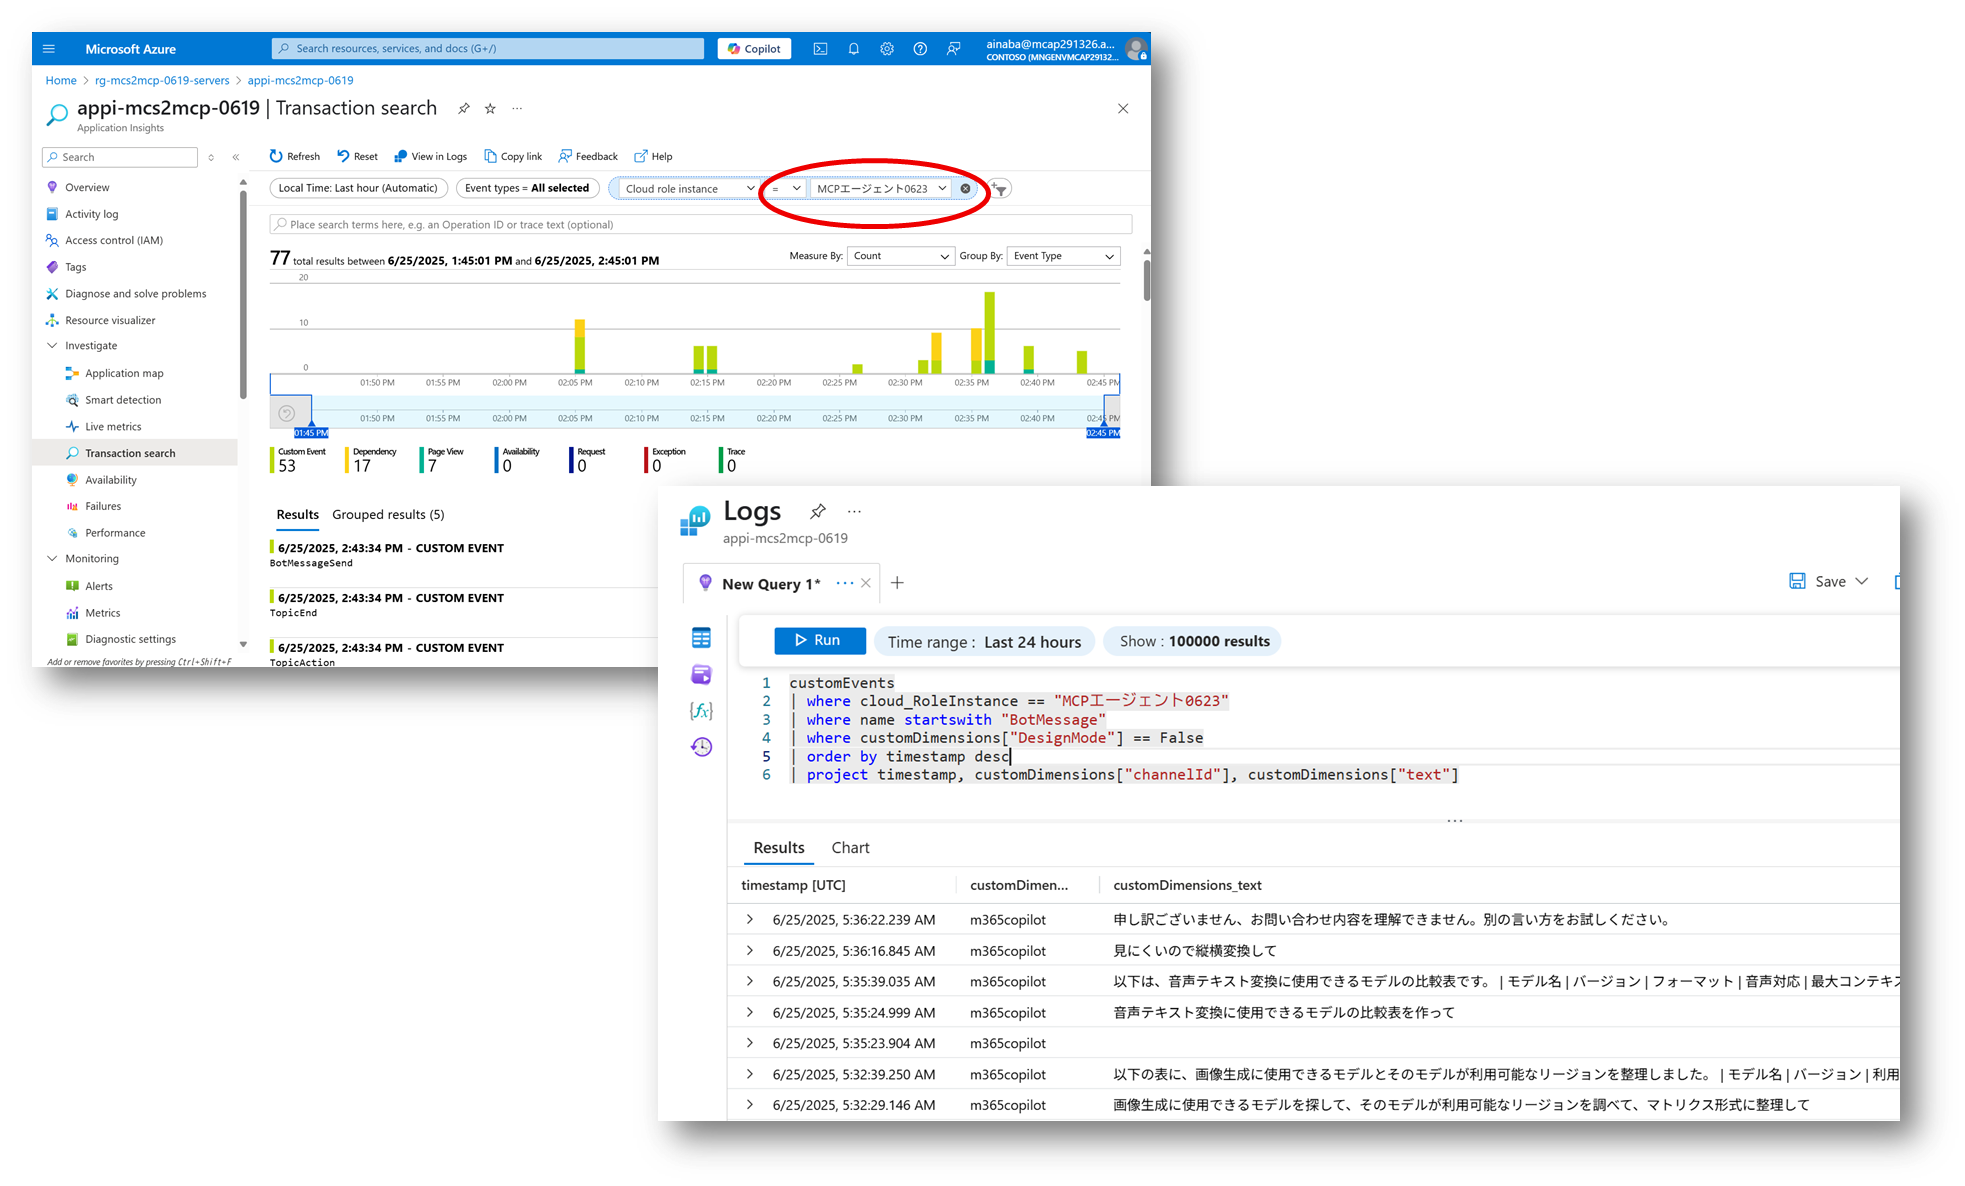 Microsoft Azure
Search resources, services, and docs (G+/)
Copilot
ainaba@mcap291326.a...
CONTOSO (MNGENVMCAP29132...
Home > rg-mcs2mcp-0619-servers > appi-mcs2mcp-0619
appi-mcs2mcp-0619 | Transaction search
Application Insights
Search
Refresh Reset View in Logs Copy link Feedback Help
Local Time: Last hour (Automatic) Event types = All selected Cloud role instance = MCPエージェント0623
Place search terms here, e.g. an Operation ID or trace text (optional)
Overview
Activity log
Access control (IAM)
Tags
Diagnose and solve problems
Resource visualizer
Investigate
Application map
Smart detection
Live metrics
Transaction search
Availability
Failures
Performance
Monitoring
Alerts
Metrics
Diagnostic settings
Add or remove favorites by pressing Ctrl+Shift+F
77 total results between 6/25/2025, 1:45:01 PM and 6/25/2025, 2:45:01 PM
Measure By: Count Group By: Event Type
20
10
0
01:50 PM 01:55 PM 02:00 PM 02:05 PM 02:10 PM 02:15 PM 02:20 PM 02:25 PM 02:30 PM 02:35 PM 02:40 PM 02:45 PM
01:50 PM 01:55 PM 02:00 PM 02:05 PM 02:10 PM 02:15 PM 02:20 PM 02:25 PM 02:30 PM 02:35 PM 02:40 PM 02:45 PM
01:45 PM 02:45 PM
Custom Event Dependency Page View Availability Request Exception Trace
53 17 7 0 0 0 0
Results Grouped results (5)
6/25/2025, 2:43:34 PM - CUSTOM EVENT
BotMessageSend
6/25/2025, 2:43:34 PM - CUSTOM EVENT
TopicEnd
6/25/2025, 2:43:34 PM - CUSTOM EVENT
TopicAction
Logs
appi-mcs2mcp-0619
New Query 1*
Save
Run Time range : Last 24 hours Show : 100000 results
1 customEvents
2 | where cloud_RoleInstance == "MCPエージェント0623"
3 | where name startswith "BotMessage"
4 | where customDimensions["DesignMode"] == False
5 | order by timestamp desc
6 | project timestamp, customDimensions["channelId"], customDimensions["text"]
Results Chart
timestamp [UTC] customDimen... customDimensions_text
6/25/2025, 5:36:22.239 AM m365copilot 申し訳ございません、お問い合わせ内容を理解できません。別の言い方をお試しください。
6/25/2025, 5:36:16.845 AM m365copilot 見にくいので縦横変換して
6/25/2025, 5:35:39.035 AM m365copilot 以下は、音声テキスト変換に使用できるモデルの比較表です。 | モデル名 | バージョン | フォーマット | 音声対応 | 最大コンテキス
6/25/2025, 5:35:24.999 AM m365copilot 音声テキスト変換に使用できるモデルの比較表を作って
6/25/2025, 5:35:23.904 AM m365copilot
6/25/2025, 5:32:39.250 AM m365copilot 以下の表に、画像生成に使用できるモデルとそのモデルが利用可能なリージョンを整理しました。 | モデル名 | バージョン | 利用
6/25/2025, 5:32:29.146 AM m365copilot 画像生成に使用できるモデルを探して、そのモデルが利用可能なリージョンを調べて、マトリクス形式に整理して